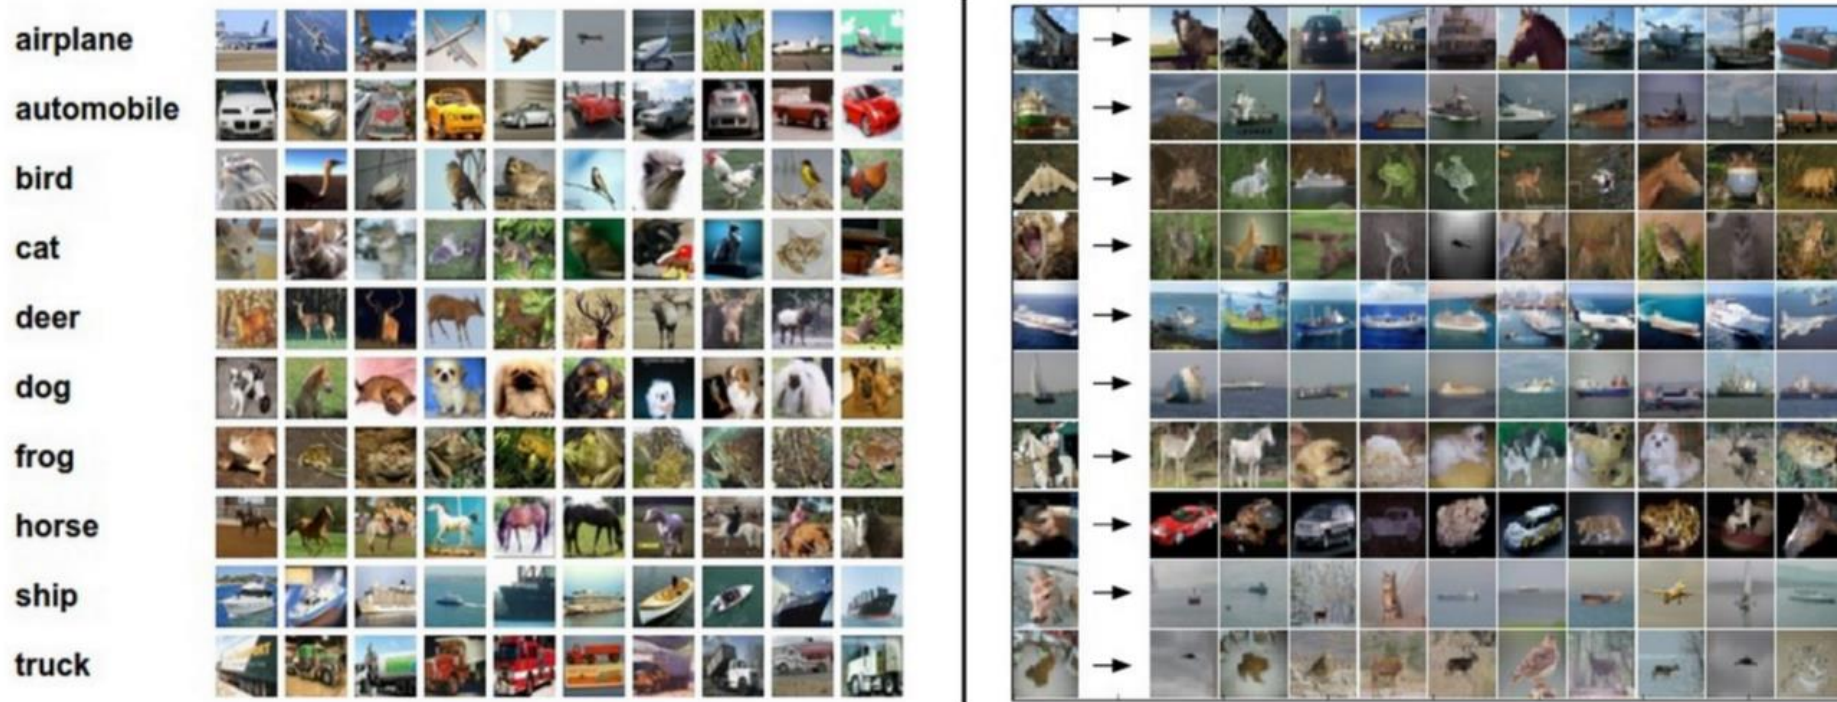 airplane
automobile
bird
cat
deer
dog
frog
horse
ship
truck